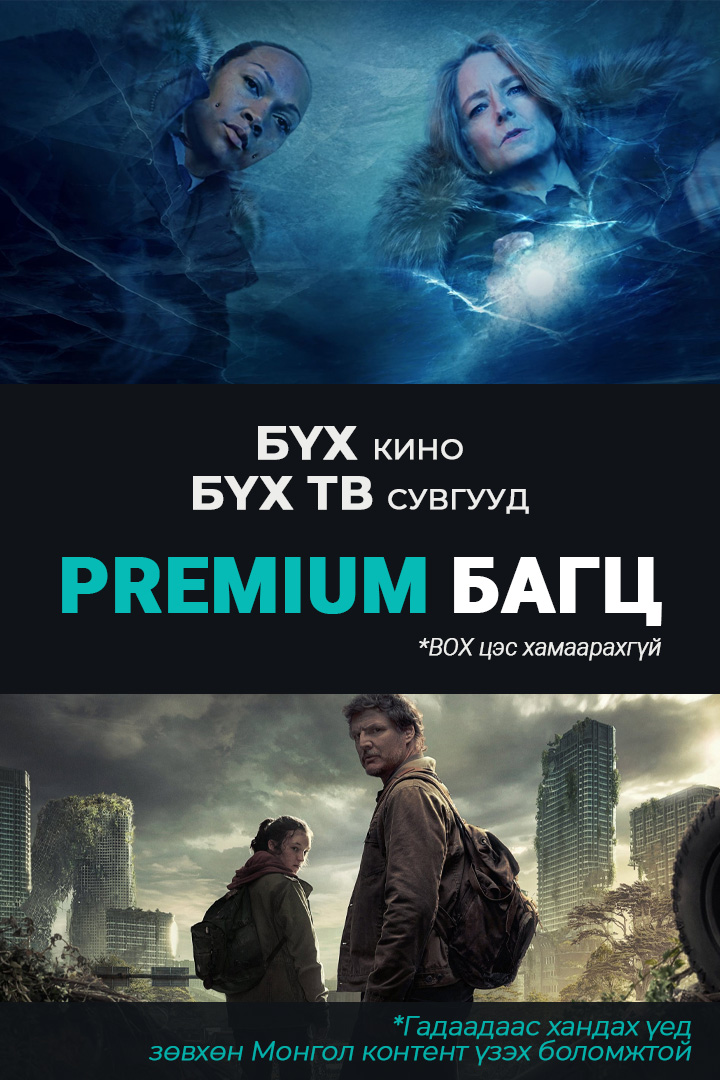 БҮХ КИНО
БҮХ ТВ СУВГУУД
PREMIUM БАГЦ
*BOX цэс хамаарахгүй
*Гадаадаас хандах үед
зөвхөн Монгол контент үзэх боломжтой